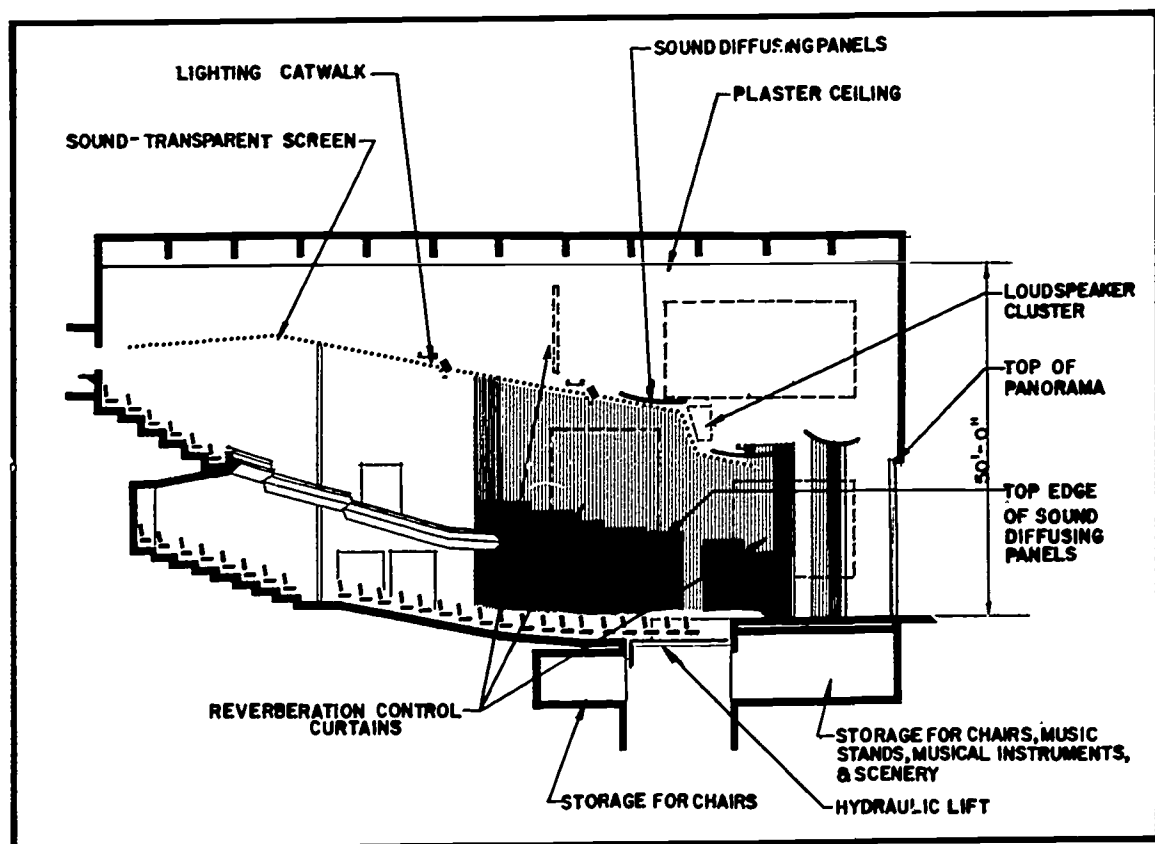 SOUND DIFFUSING PANELS
LIGHTING CATWALK
PLASTER CEILING
SOUND-TRANSPARENT SCREEN
LOUDSPEAKER
CLUSTER
TOP OF
PANORAMA
50'-0"
TOP EDGE
OF SOUND
DIFFUSING
PANELS
REVERBERATION CONTROL
CURTAINS
STORAGE FOR CHAIRS, MUSIC
STANDS, MUSICAL INSTRUMENTS,
& SCENERY
STORAGE FOR CHAIRS
HYDRAULIC LIFT